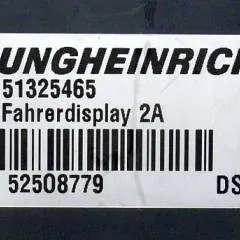 UNGHEINRICH
51325465
Fahrerdisplay 2A
52508779 DS